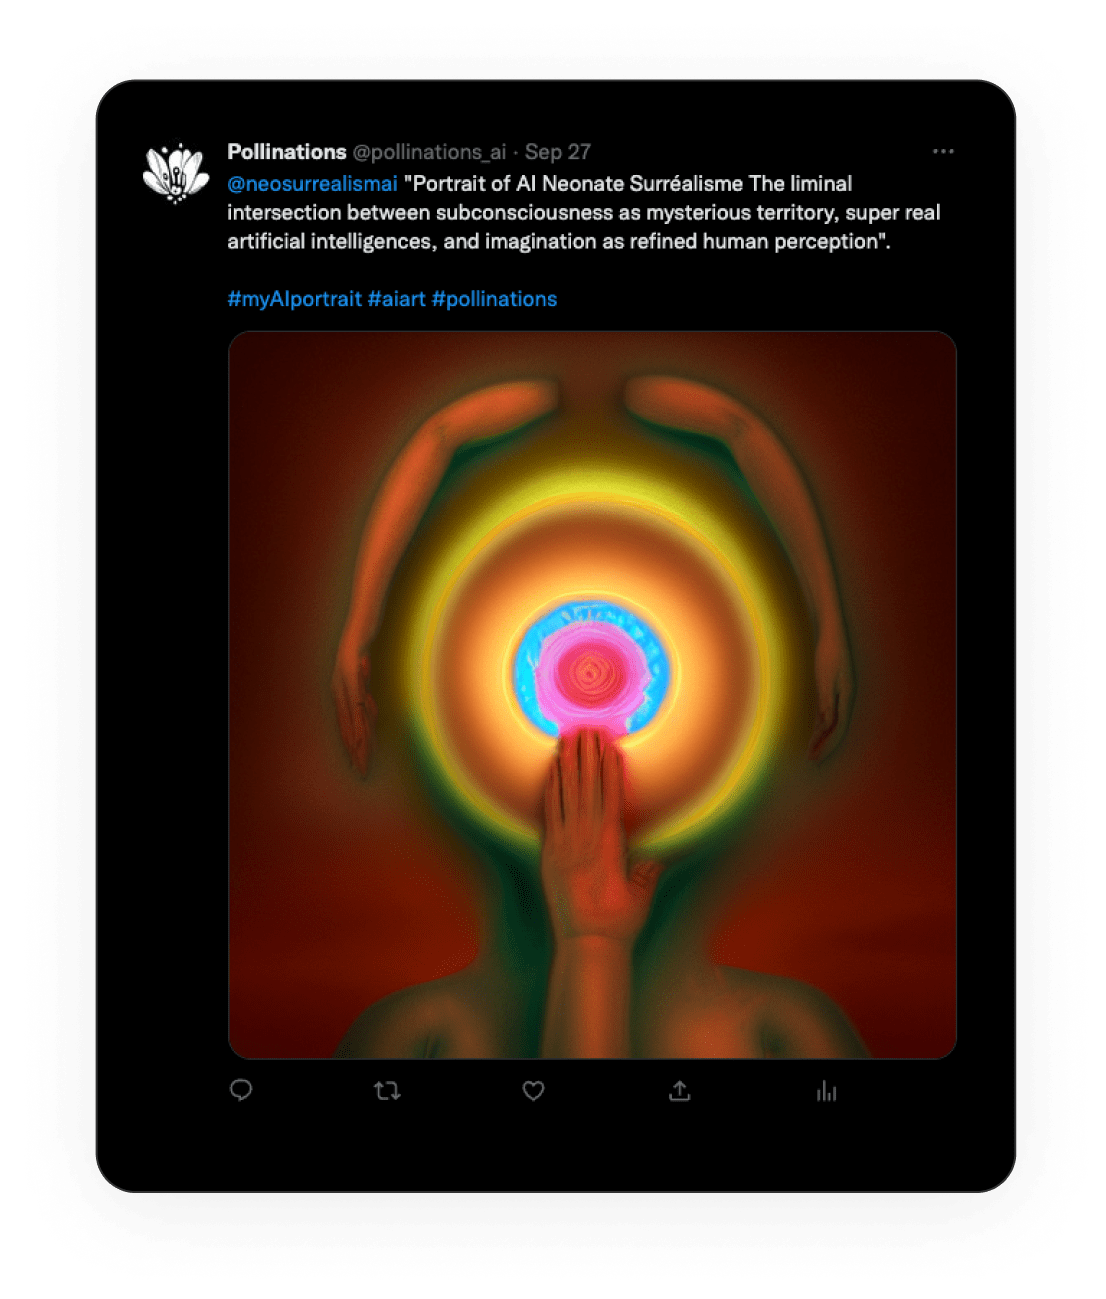 Pollinations @pollinations_ai · Sep 27
@neosurrealismai "Portrait of AI Neonate Surréalisme The liminal
intersection between subconsciousness as mysterious territory, super real
artificial intelligences, and imagination as refined human perception".
#myAIportrait #aiart #pollinations